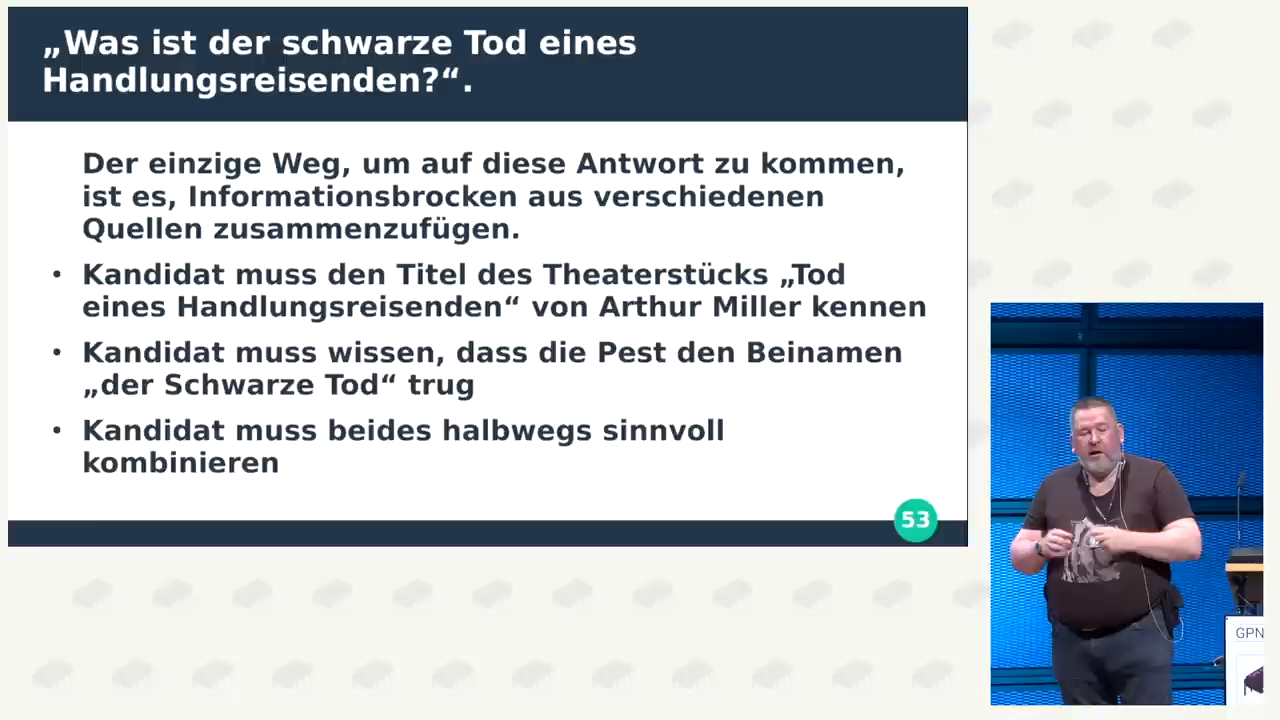 „Was ist der schwarze Tod eines
Handlungsreisenden?“.
Der einzige Weg, um auf diese Antwort zu kommen,
ist es, Informationsbrocken aus verschiedenen
Quellen zusammenzufügen.
• Kandidat muss den Titel des Theaterstücks „Tod
eines Handlungsreisenden“ von Arthur Miller kennen
• Kandidat muss wissen, dass die Pest den Beinamen
„der Schwarze Tod“ trug
• Kandidat muss beides halbwegs sinnvoll
kombinieren
53
GPN